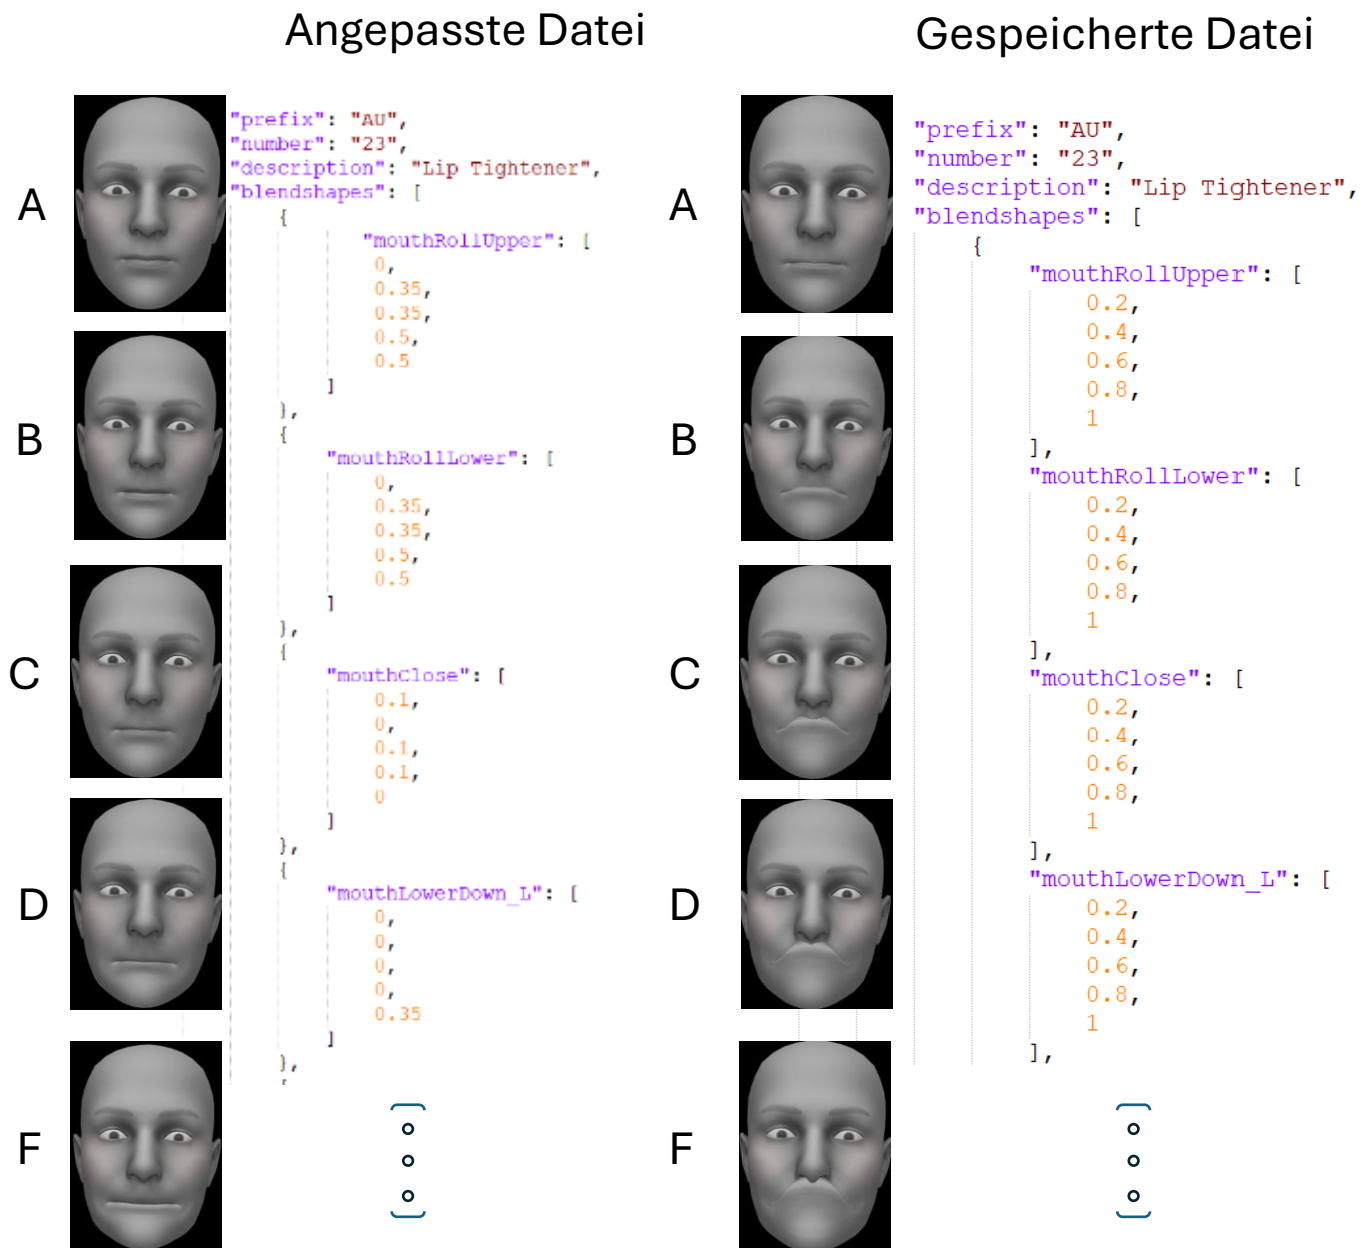 Angepasste Datei
A
"prefix": "AU",
"number": "23",
"description": "Lip Tightener",
"blendshapes": [
{
"mouthRollUpper": [
0,
0.35,
0.35,
0.5,
0.5
]
},
B
{
"mouthRollLower": [
0,
0.35,
0.35,
0.5,
0.5
]
},
C
{
"mouthClose": [
0.1,
0,
0.1,
0.1,
0
]
},
D
{
"mouthLowerDown_L": [
0,
0,
0,
0,
0.35
]
},
F
Gespeicherte Datei
A
"prefix": "AU",
"number": "23",
"description": "Lip Tightener",
"blendshapes": [
{
"mouthRollUpper": [
0.2,
0.4,
0.6,
0.8,
1
],
B
"mouthRollLower": [
0.2,
0.4,
0.6,
0.8,
1
],
C
"mouthClose": [
0.2,
0.4,
0.6,
0.8,
1
],
D
"mouthLowerDown_L": [
0.2,
0.4,
0.6,
0.8,
1
],
F